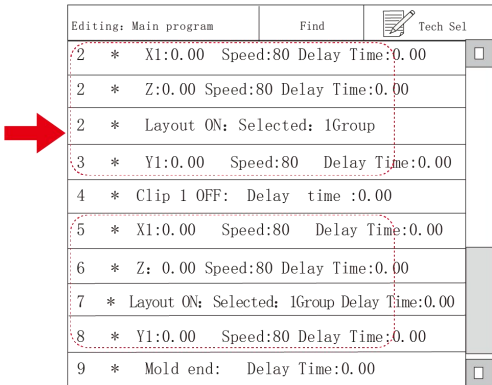 Editing: Main program Find Tech Sel
2 * X1:0.00 Speed:80 Delay Time:0.00
2 * Z:0.00 Speed:80 Delay Time:0.00
2 * Layout ON: Selected: 1Group
3 * Y1:0.00 Speed:80 Delay Time:0.00
4 * Clip 1 OFF: Delay time :0.00
5 * X1:0.00 Speed:80 Delay Time:0.00
6 * Z: 0.00 Speed:80 Delay Time:0.00
7 * Layout ON: Selected: 1Group Delay Time:0.00
8 * Y1:0.00 Speed:80 Delay Time:0.00
9 * Mold end: Delay Time:0.00